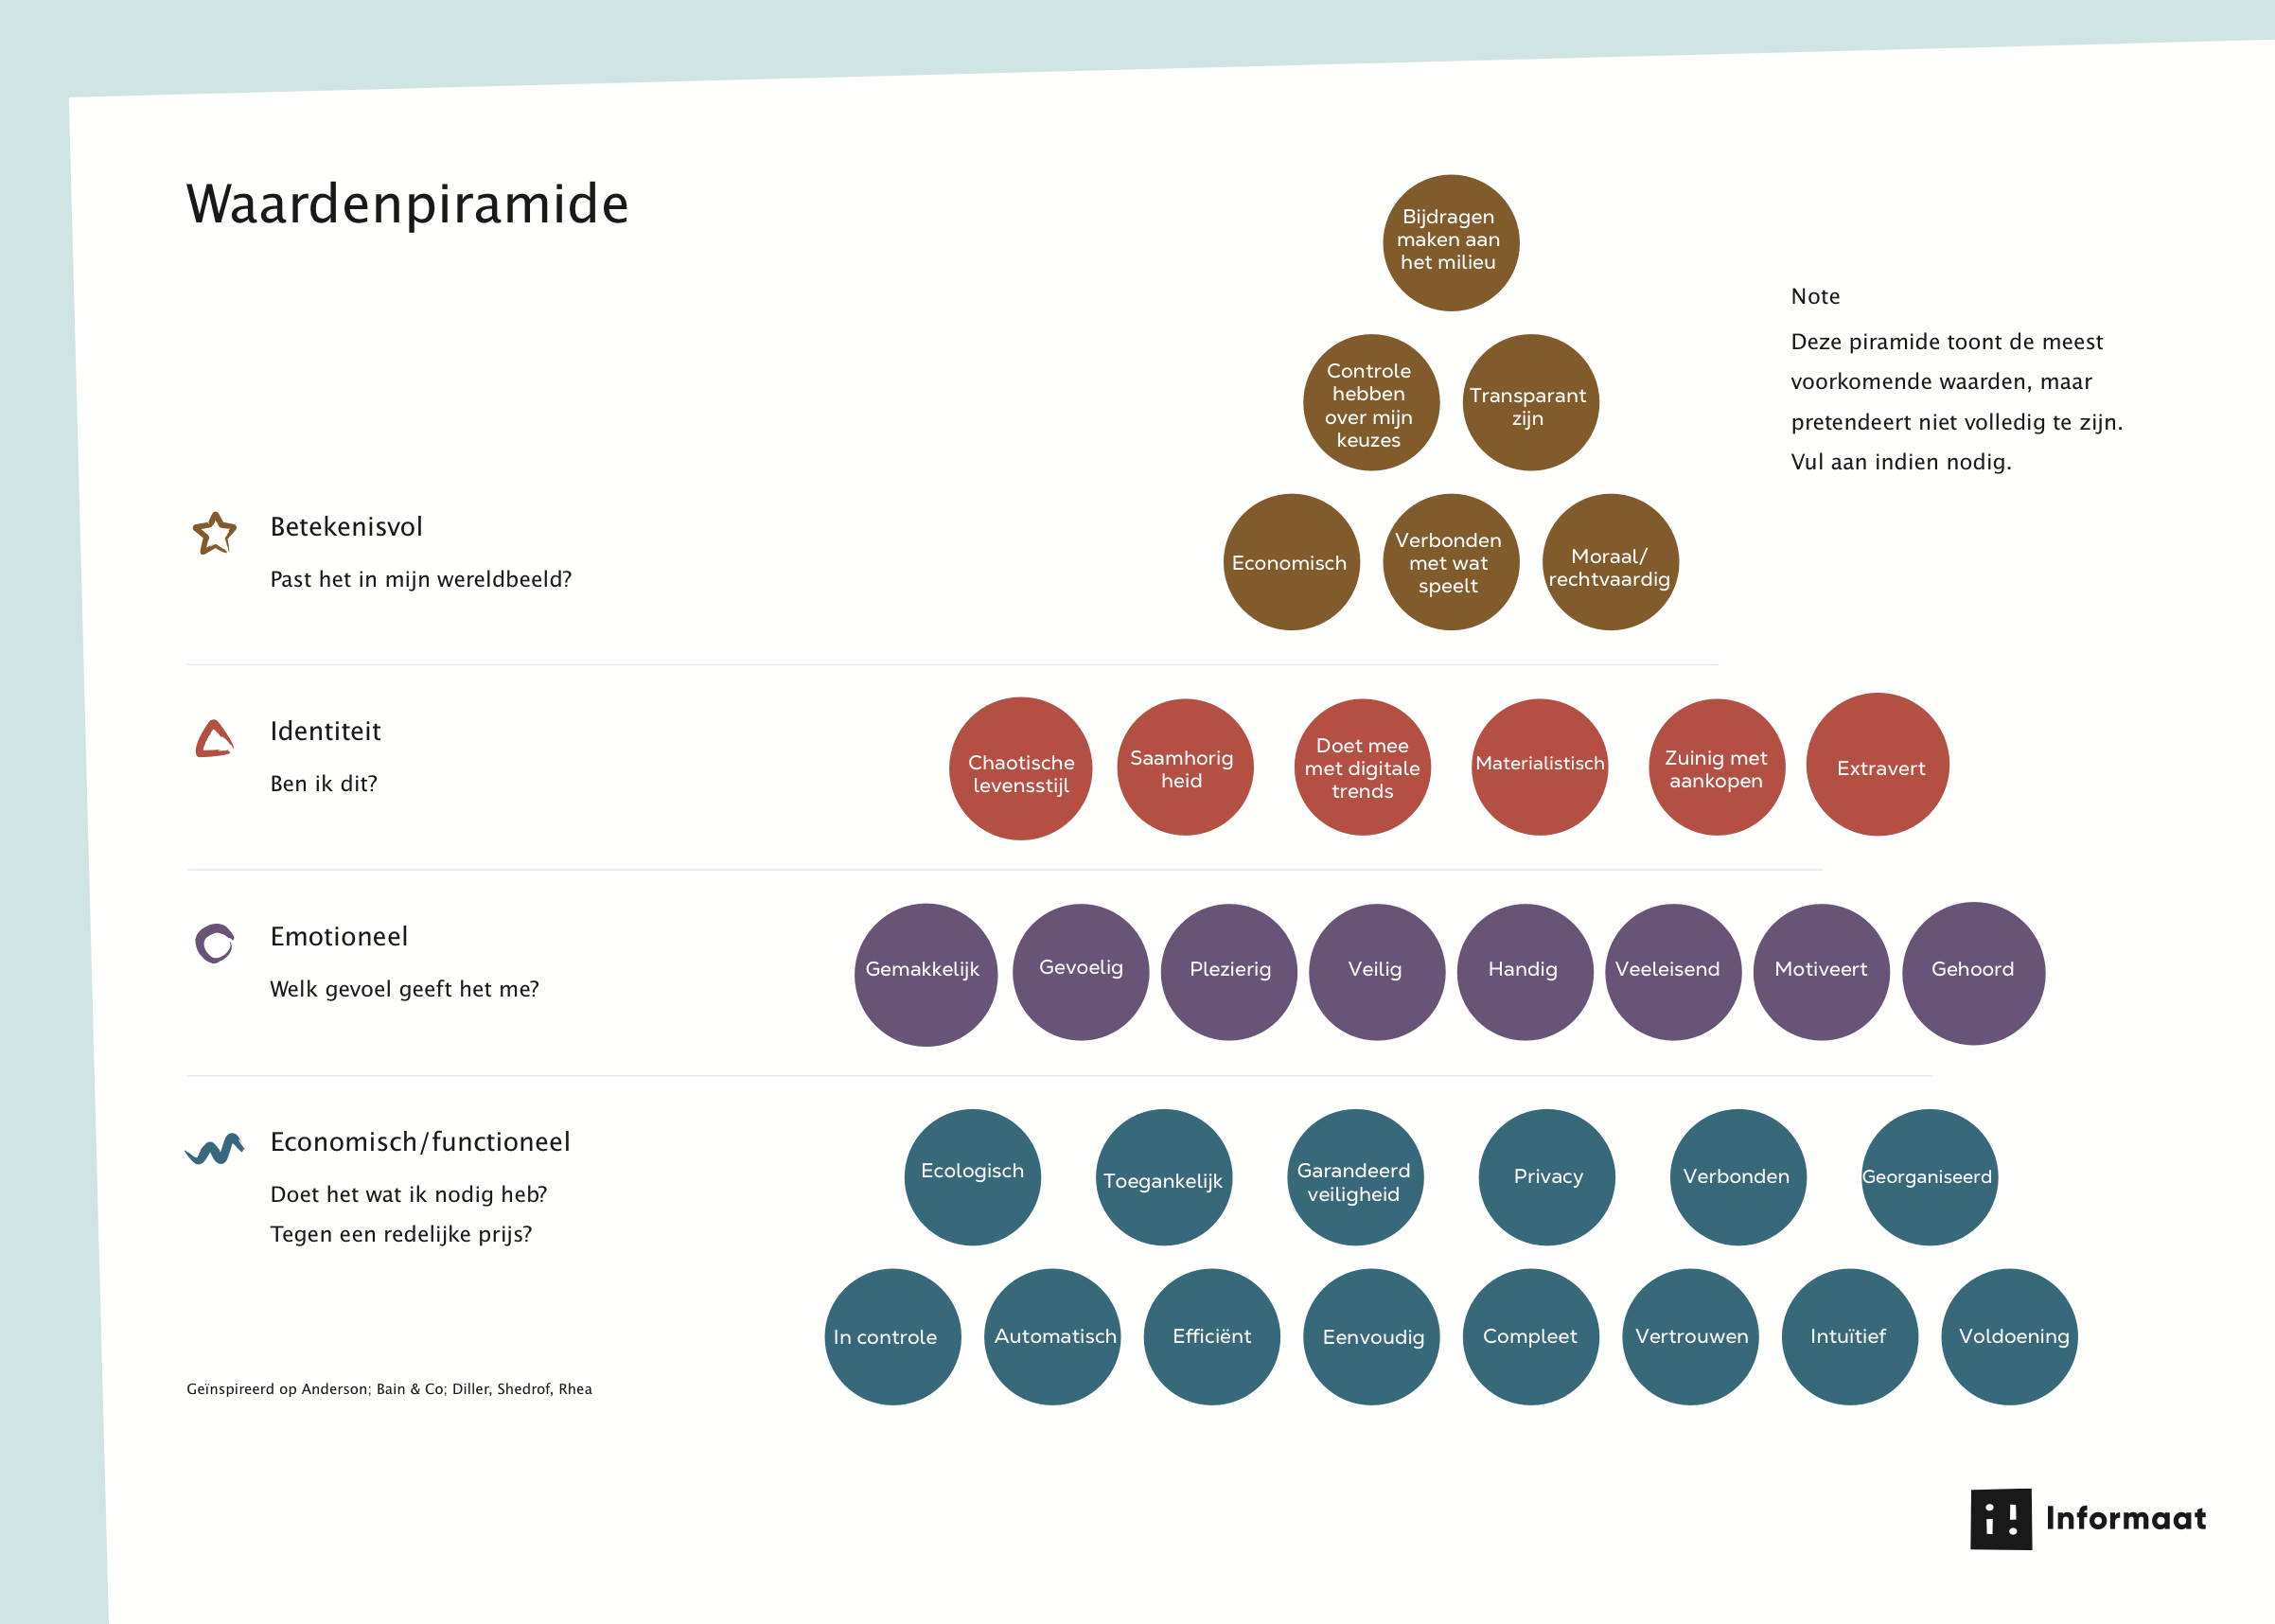 Waardenpiramide
Bijdragen
maken aan
het milieu
Note
Deze piramide toont de meest
voorkomende waarden, maar
pretendeert niet volledig te zijn.
Vul aan indien nodig.
Controle
hebben
over mijn
keuzes
Transparant
zijn
Betekenisvol
Past het in mijn wereldbeeld?
Economisch
Verbonden
met wat
speelt
Moraal/
rechtvaardig
Identiteit
Ben ik dit?
Chaotische
levensstijl
Saamhorig
heid
Doet mee
met digitale
trends
Materialistisch
Zuinig met
aankopen
Extravert
Emotioneel
Welk gevoel geeft het me?
Gemakkelijk
Gevoelig
Plezierig
Veilig
Handig
Veeleisend
Motiveert
Gehoord
Economisch/functioneel
Doet het wat ik nodig heb?
Tegen een redelijke prijs?
Ecologisch
Toegankelijk
Garandeerd
veiligheid
Privacy
Verbonden
Georganiseerd
In controle
Automatisch
Efficiënt
Eenvoudig
Compleet
Vertrouwen
Intuïtief
Voldoening
Geïnspireerd op Anderson; Bain & Co; Diller, Shedrof, Rhea
i! Informaat